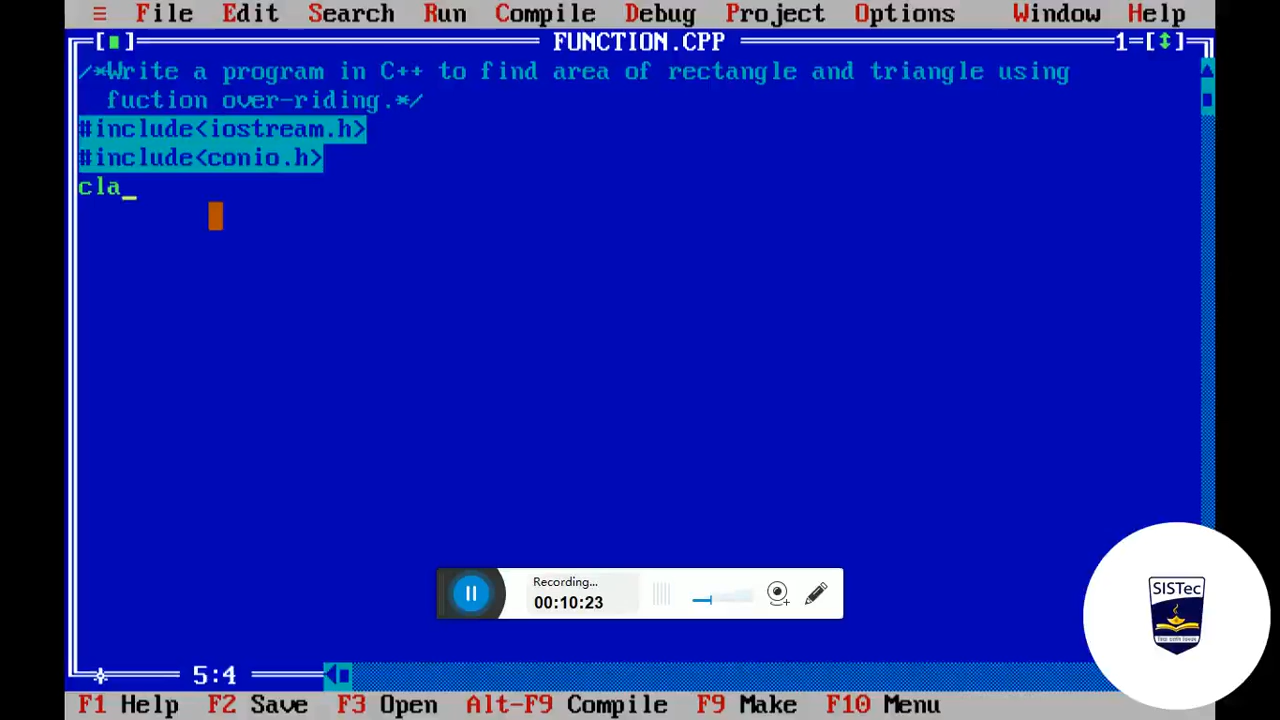 ≡ File Edit Search Run Compile Debug Project Options Window Help
[■] FUNCTION.CPP 1=[↕]
/*Write a program in C++ to find area of rectangle and triangle using
fuction over-riding.*/
#include<iostream.h>
#include<conio.h>
cla_
Recording...
00:10:23
SISTec
5:4
F1 Help F2 Save F3 Open Alt-F9 Compile F9 Make F10 Menu